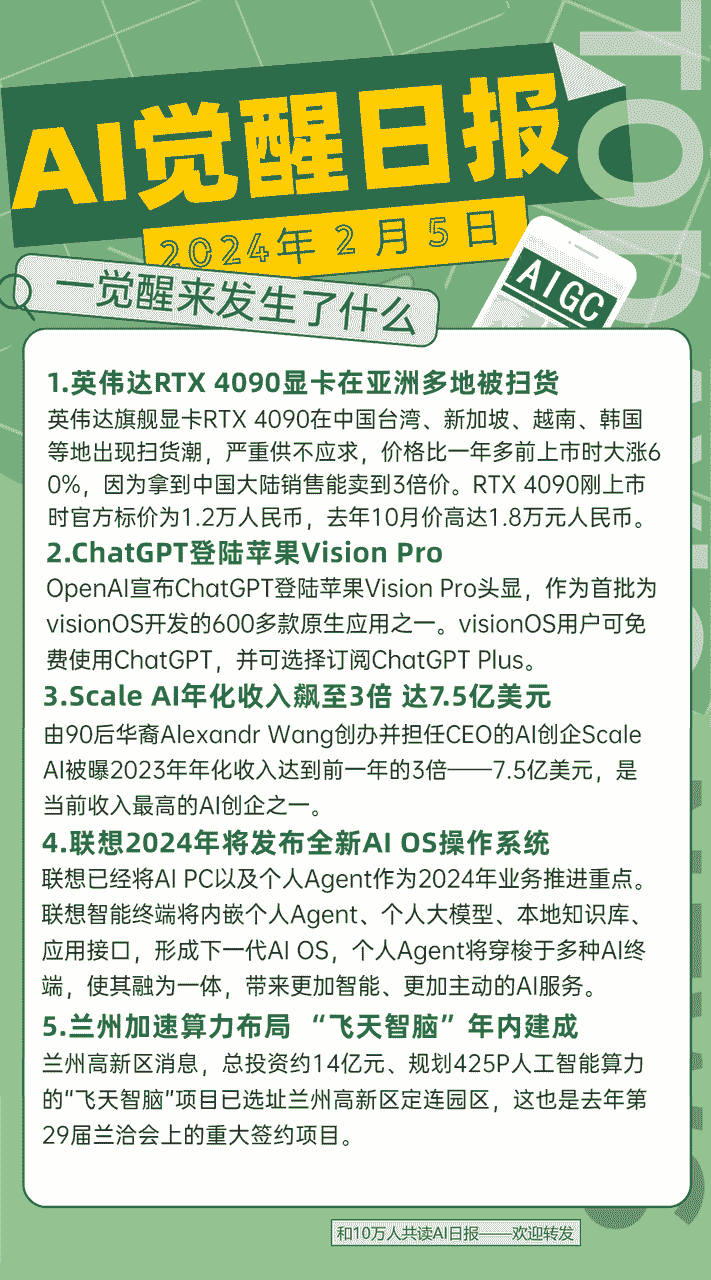 AI觉醒日报
2024年2月5日
一觉醒来发生了什么
AIGC
1.英伟达RTX 4090显卡在亚洲多地被扫货
英伟达旗舰显卡RTX 4090在中国台湾、新加坡、越南、韩国
等地出现扫货潮，严重供不应求，价格比一年多前上市时大涨6
0%，因为拿到中国大陆销售能卖到3倍价。RTX 4090刚上市
时官方标价为1.2万人民币，去年10月价高达1.8万元人民币。
2.ChatGPT登陆苹果Vision Pro
OpenAI宣布ChatGPT登陆苹果Vision Pro头显，作为首批为
visionOS开发的600多款原生应用之一。visionOS用户可免
费使用ChatGPT，并可选择订阅ChatGPT Plus。
3.Scale AI年化收入飙至3倍 达7.5亿美元
由90后华裔Alexandr Wang创办并担任CEO的AI创企Scale
AI被曝2023年年化收入达到前一年的3倍——7.5亿美元，是
当前收入最高的AI创企之一。
4.联想2024年将发布全新AI OS操作系统
联想已经将AI PC以及个人Agent作为2024年业务推进重点。
联想智能终端将内嵌个人Agent、个人大模型、本地知识库、
应用接口，形成下一代AI OS，个人Agent将穿梭于多种AI终
端，使其融为一体，带来更加智能、更加主动的AI服务。
5.兰州加速算力布局 “飞天智脑”年内建成
兰州高新区消息，总投资约14亿元、规划425P人工智能算力
的“飞天智脑”项目已选址兰州高新区定连园区，这也是去年第
29届兰洽会上的重大签约项目。
和10万人共读AI日报——欢迎转发